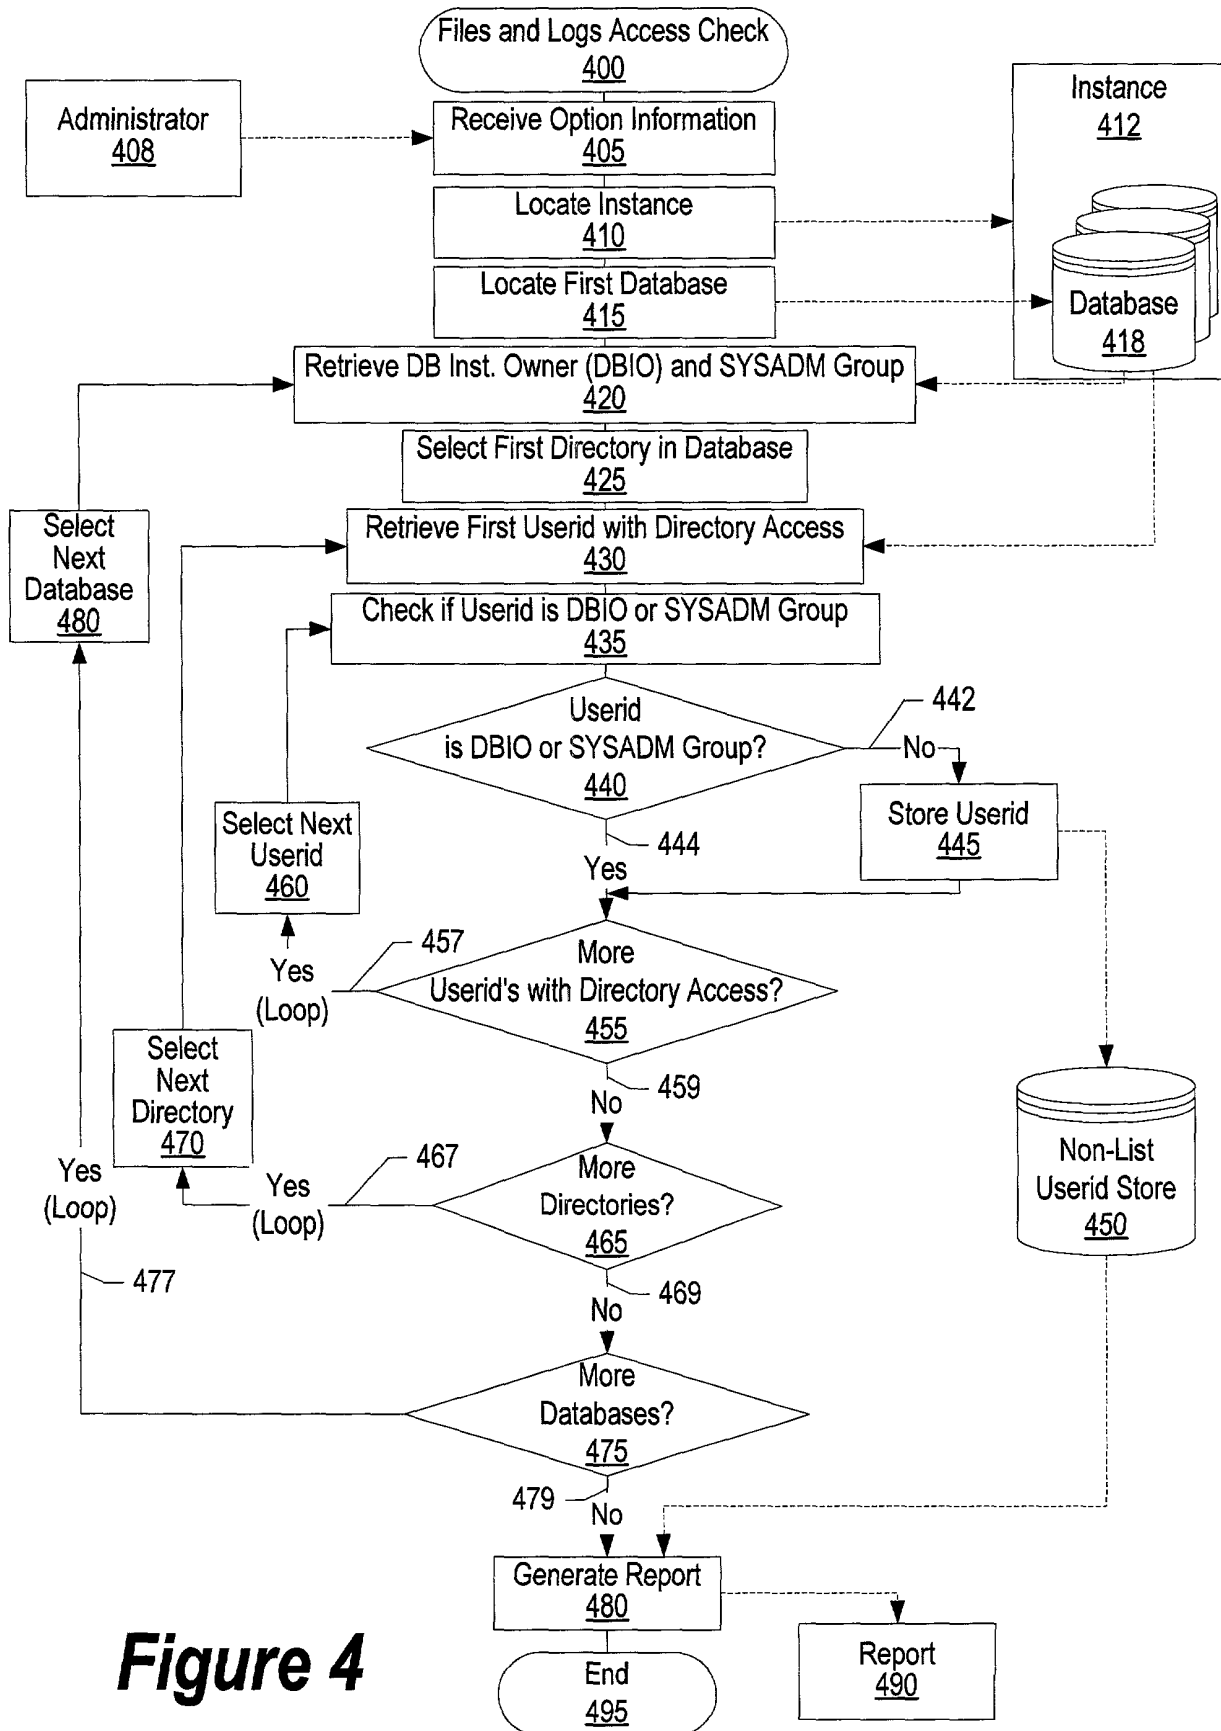 Files and Logs Access Check
400
Administrator
408
Receive Option Information
405
Instance
412
Locate Instance
410
Locate First Database
415
Database
418
Retrieve DB Inst. Owner (DBIO) and SYSADM Group
420
Select First Directory in Database
425
Select
Next
Database
480
Retrieve First Userid with Directory Access
430
Check if Userid is DBIO or SYSADM Group
435
Userid
is DBIO or SYSADM Group?
440
442
No
Store Userid
445
444
Yes
Select Next
Userid
460
457
Yes
(Loop)
More
Userid's with Directory Access?
455
459
No
Select
Next
Directory
470
467
Yes
(Loop)
More
Directories?
465
469
No
Non-List
Userid Store
450
Yes
(Loop)
477
More
Databases?
475
479
No
Generate Report
480
Report
490
End
495
Figure 4